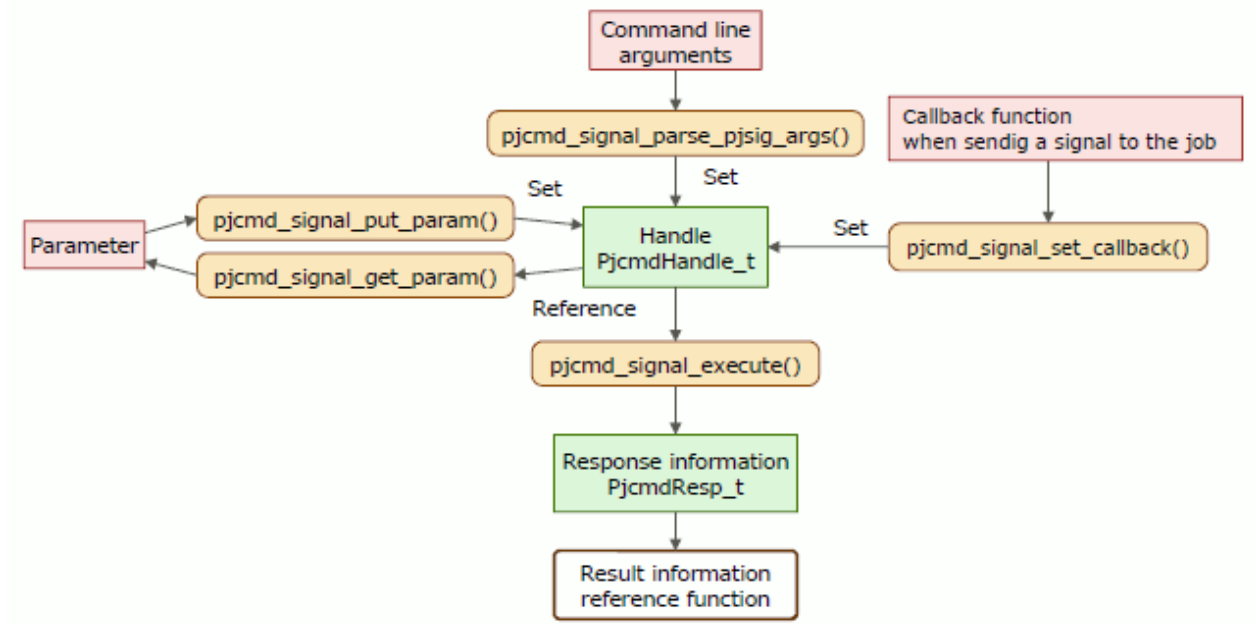 Command line
arguments
pjcmd_signal_parse_pjsig_args()
Callback function
when sendig a signal to the job
Set
Set
pjcmd_signal_put_param()
Parameter
pjcmd_signal_get_param()
Handle
PjcmdHandle_t
Set
pjcmd_signal_set_callback()
Reference
pjcmd_signal_execute()
Response information
PjcmdResp_t
Result information
reference function